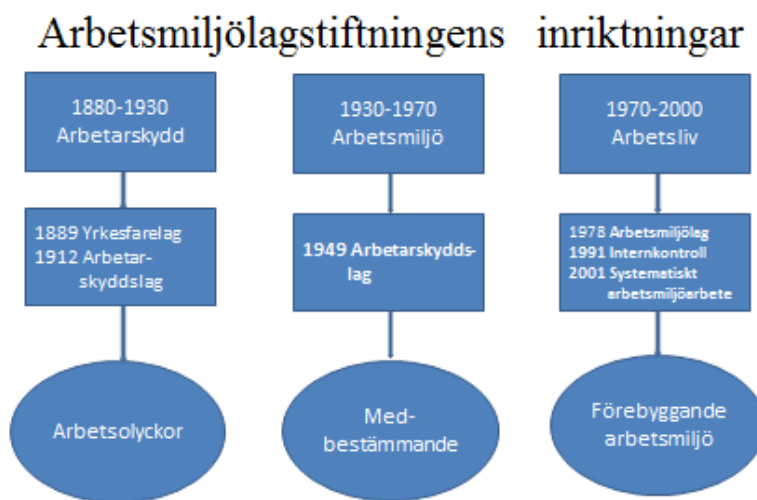 Arbetsmiljölagstiftningens inriktningar
1880-1930
Arbetarskydd
1889 Yrkesfarelag
1912 Arbetar-
skyddslag
Arbetsolyckor
1930-1970
Arbetsmiljö
1949 Arbetarskydds-
lag
Med-
bestämmande
1970-2000
Arbetsliv
1978 Arbetsmiljölag
1991 Internkontroll
2001 Systematiskt
arbetsmiljöarbete
Förebyggande
arbetsmiljö